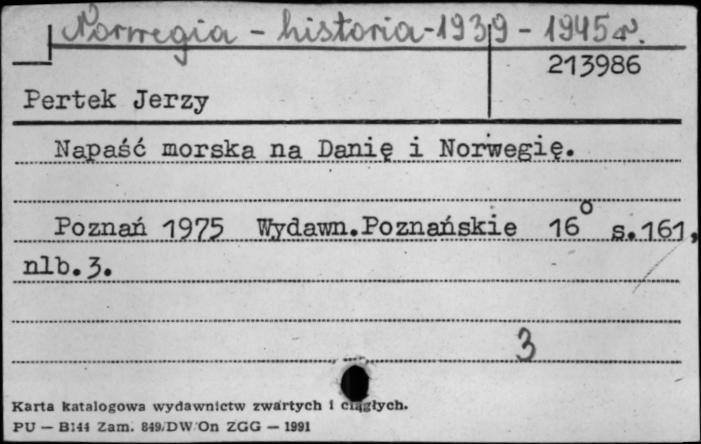 Norwegia - historia-1939-1945 r.
213986
Pertek Jerzy
Napaść morska na Danię i Norwegię.
Poznań 1975 Wydawn.Poznańskie 16° s.161,
nlb.3.
3
Karta katalogowa wydawnictw zwartych i ciągłych.
PU — B144 Zam. 849/DW/On ZGG — 1991